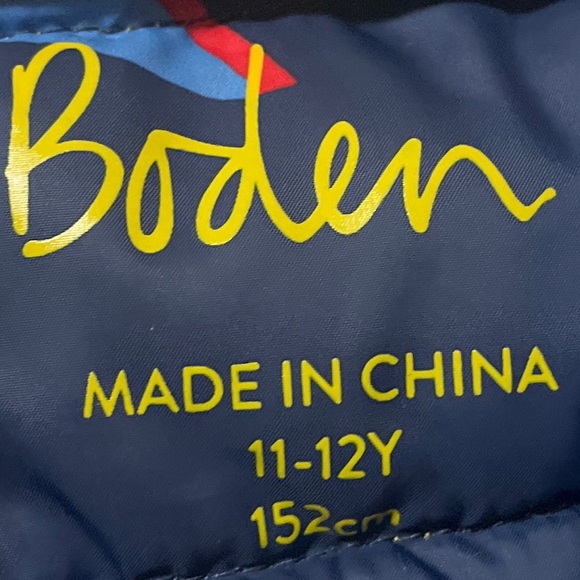 Boden
MADE IN CHINA
11-12Y
152cm